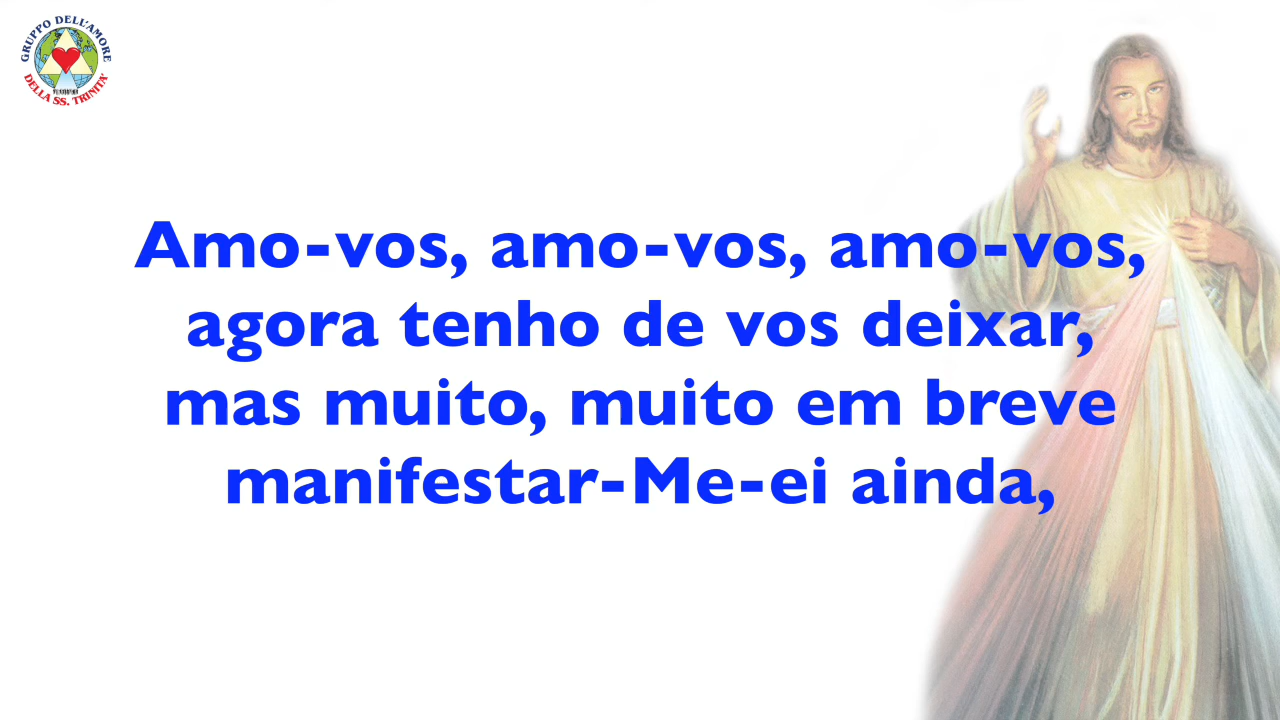 GRUPPO DELL'AMORE
DELLA SS. TRINITA'
Amo-vos, amo-vos, amo-vos,
agora tenho de vos deixar,
mas muito, muito em breve
manifestar-Me-ei ainda,